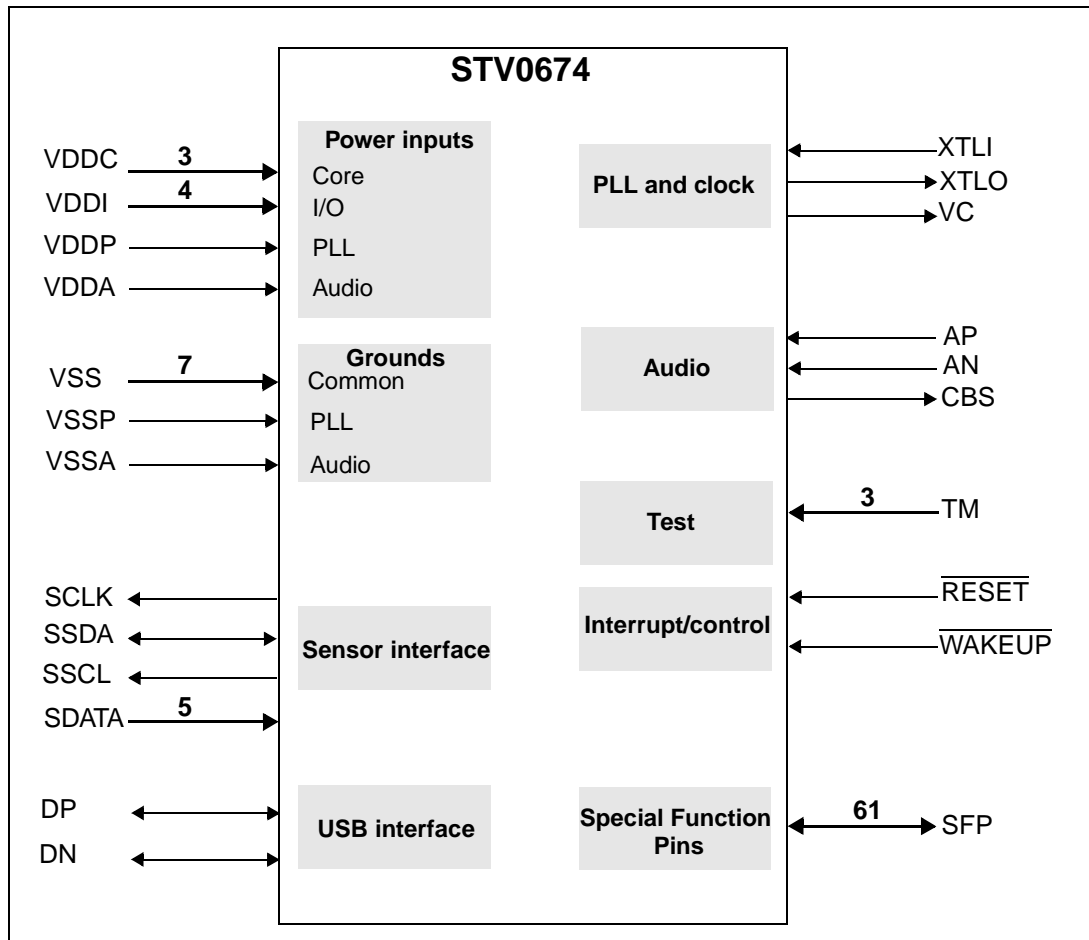 STV0674
Power inputs
VDDC 3 Core
VDDI 4 I/O
VDDP PLL
VDDA Audio
Grounds
VSS 7 Common
VSSP PLL
VSSA Audio
SCLK
SSDA
SSCL
SDATA 5
Sensor interface
DP
DN
USB interface
PLL and clock
XTLI
XTLO
VC
Audio
AP
AN
CBS
Test
3 TM
Interrupt/control
RESET
WAKEUP
Special Function
Pins
61 SFP